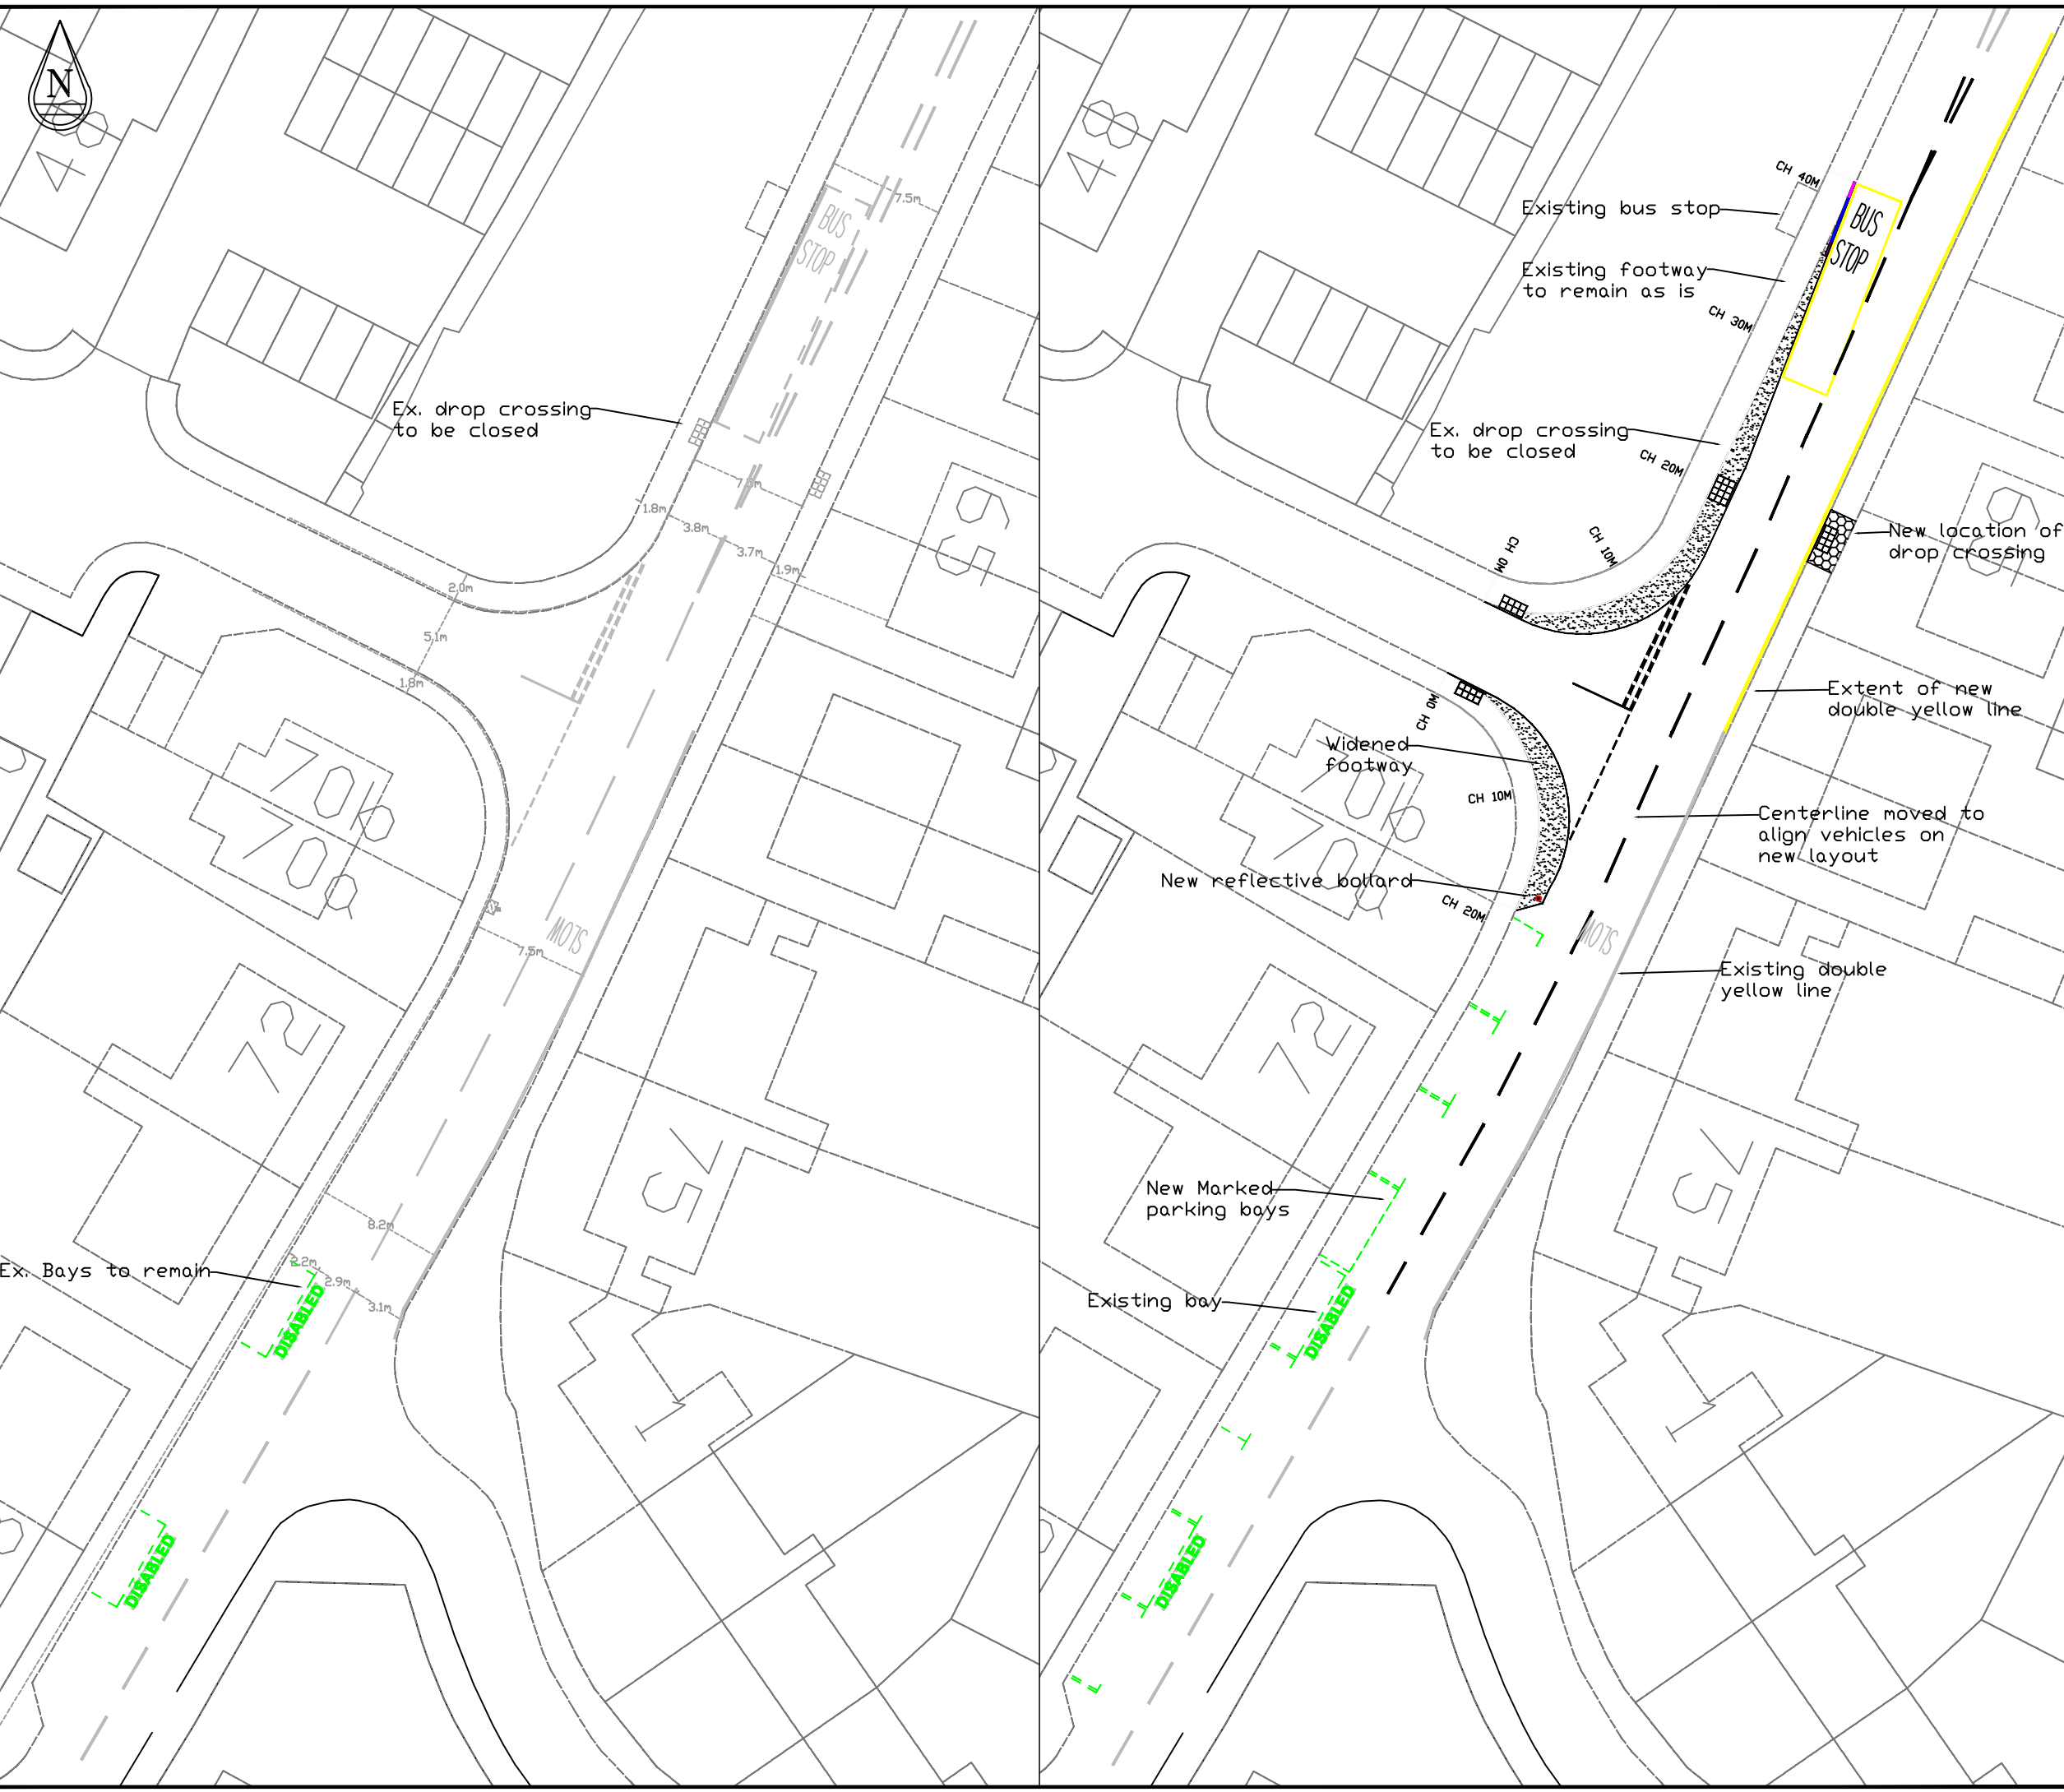 N
48
BUS
STOP
7.5m
Ex. drop crossing
to be closed
1.8m
3.8m
3.7m
1.9m
2.0m
5.1m
1.8m
69
70b
70a
SLOW
7.5m
72
75
8.2m
Ex. Bays to remain
2.2m
2.9m
3.1m
DISABLED
1
DISABLED
48
CH 40M
Existing bus stop
BUS
STOP
Existing footway
to remain as is
CH 30M
Ex. drop crossing
to be closed
CH 20M
CH 10M
CH 0M
69
New location of
drop crossing
CH 0M
Extent of new
double yellow line
Widened
footway
70b
70a
CH 10M
Centerline moved to
align vehicles on
new layout
New reflective bollard
CH 20M
SLOW
Existing double
yellow line
72
75
New Marked
parking bays
Existing bay
DISABLED
1
DISABLED